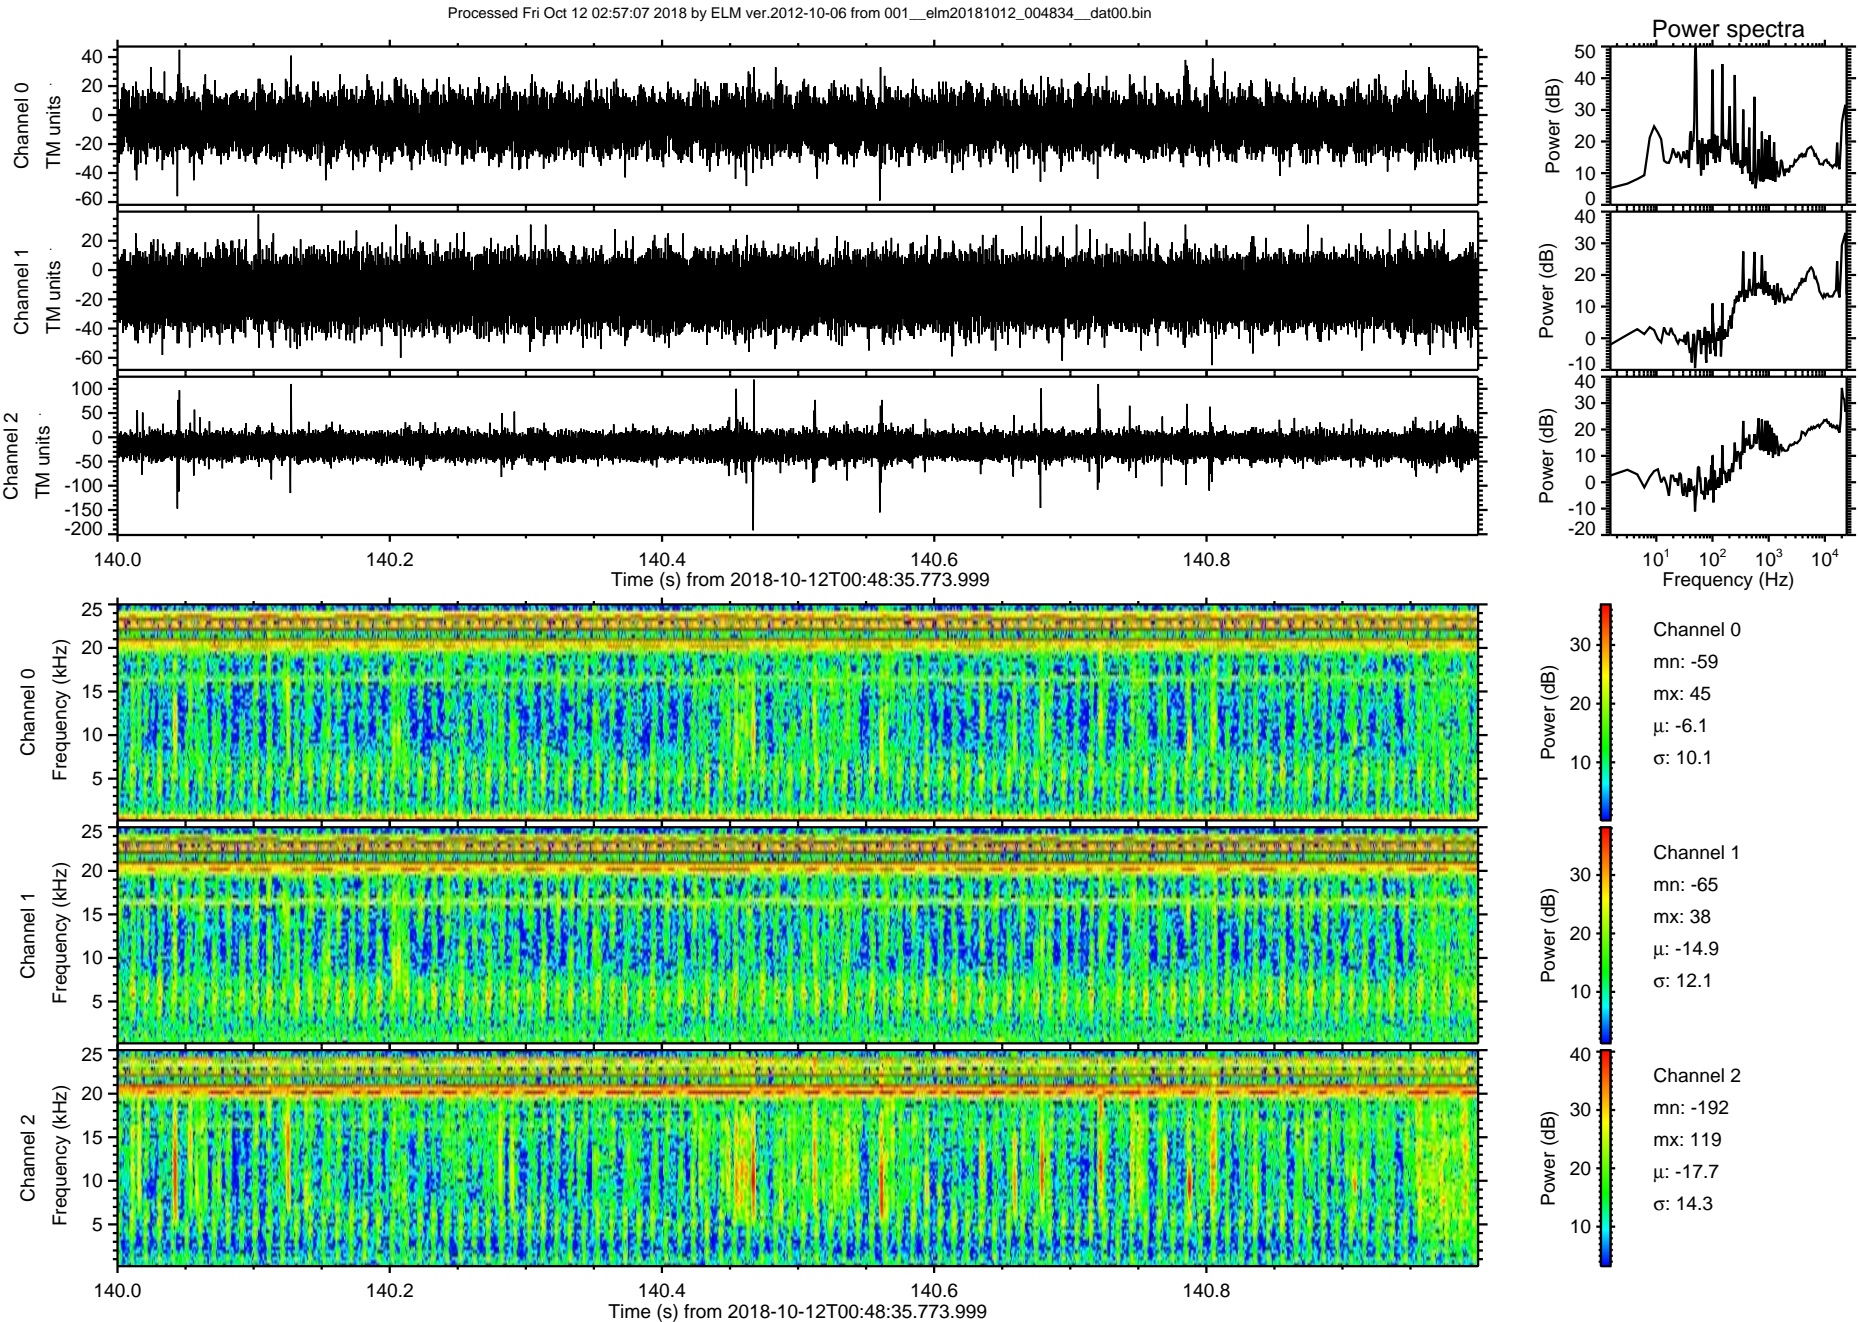 Processed Fri Oct 12 02:57:07 2018 by ELM ver.2012-10-06 from 001__elm20181012_004834__dat00.bin
Power spectra
Channel 0
TM units
40
20
0
-20
-40
-60
Power (dB)
50
40
30
20
10
0
Channel 1
TM units
20
0
-20
-40
-60
Power (dB)
40
30
20
10
0
-10
Channel 2
TM units
100
50
0
-50
-100
-150
-200
Power (dB)
40
30
20
10
0
-10
-20
140.0 140.2 140.4 140.6 140.8
Time (s) from 2018-10-12T00:48:35.773.999
10^1 10^2 10^3 10^4
Frequency (Hz)
Channel 0
Frequency (kHz)
25
20
15
10
5
Power (dB)
30
20
10
Channel 0
mn: -59
mx: 45
μ: -6.1
σ: 10.1
Channel 1
Frequency (kHz)
25
20
15
10
5
Power (dB)
30
20
10
Channel 1
mn: -65
mx: 38
μ: -14.9
σ: 12.1
Channel 2
Frequency (kHz)
25
20
15
10
5
Power (dB)
40
30
20
10
Channel 2
mn: -192
mx: 119
μ: -17.7
σ: 14.3
140.0 140.2 140.4 140.6 140.8
Time (s) from 2018-10-12T00:48:35.773.999